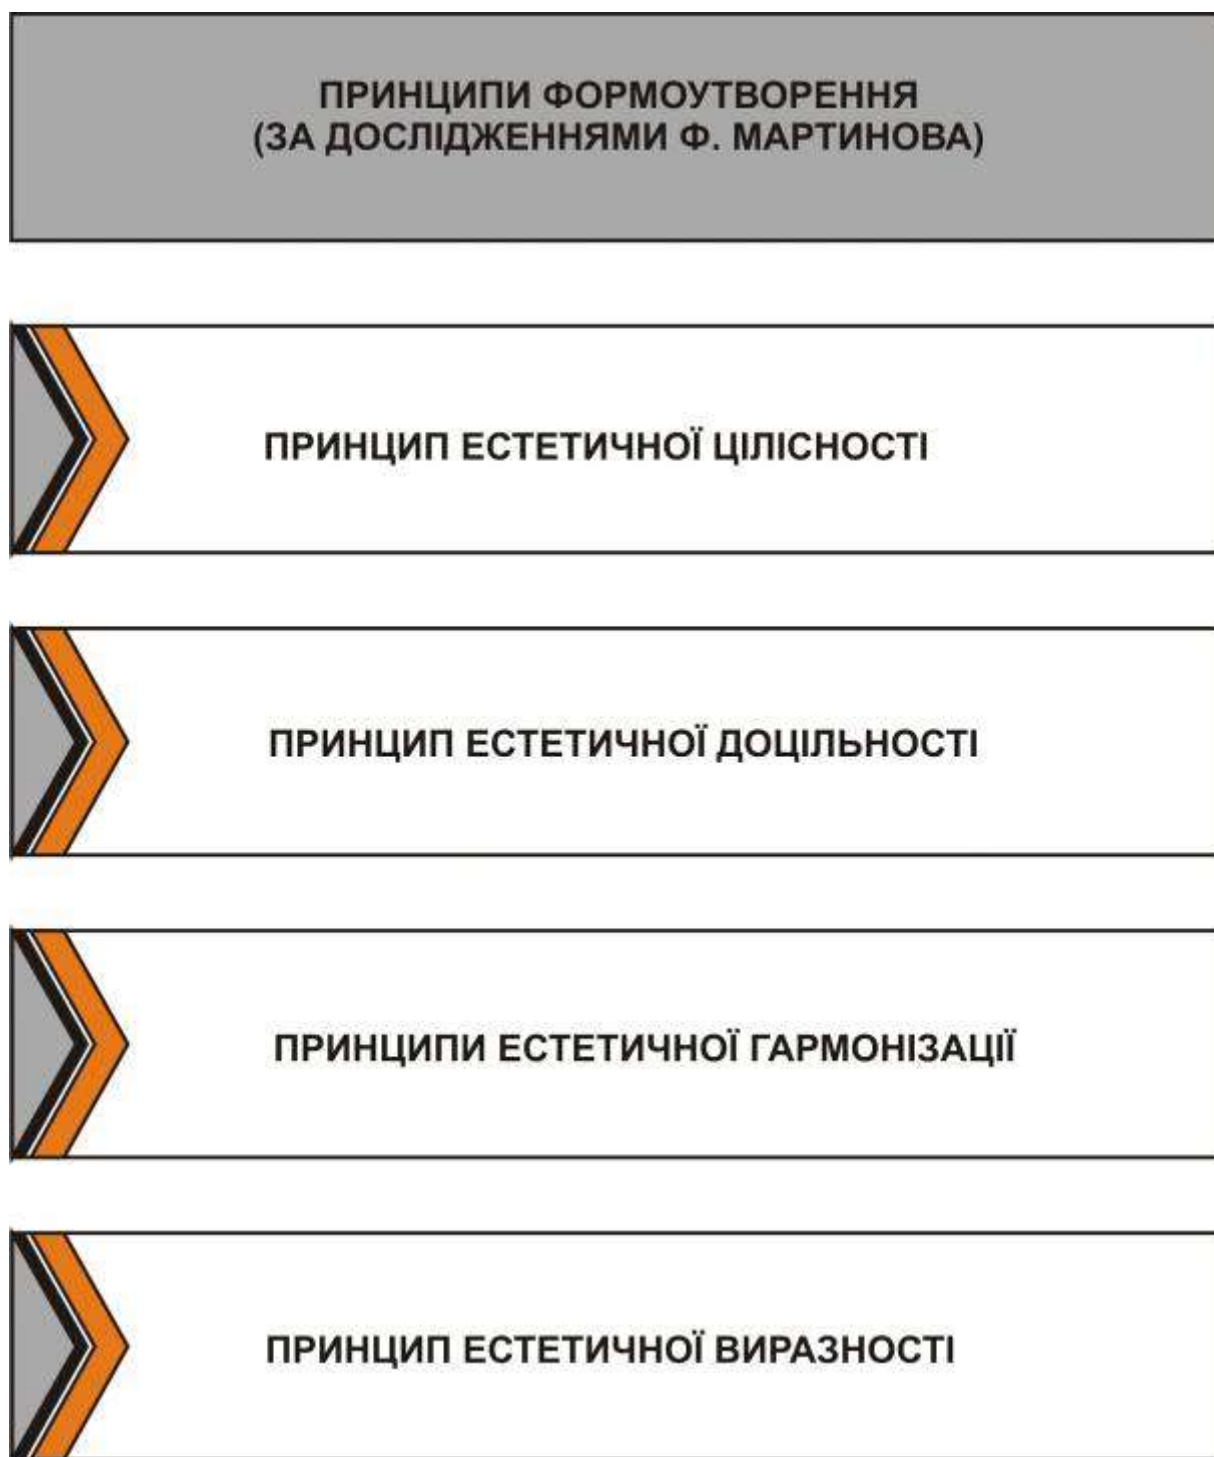 ПРИНЦИПИ ФОРМОУТВОРЕННЯ
(ЗА ДОСЛІДЖЕННЯМИ Ф. МАРТИНОВА)
ПРИНЦИП ЕСТЕТИЧНОЇ ЦІЛІСНОСТІ
ПРИНЦИП ЕСТЕТИЧНОЇ ДОЦІЛЬНОСТІ
ПРИНЦИПИ ЕСТЕТИЧНОЇ ГАРМОНІЗАЦІЇ
ПРИНЦИП ЕСТЕТИЧНОЇ ВИРАЗНОСТІ